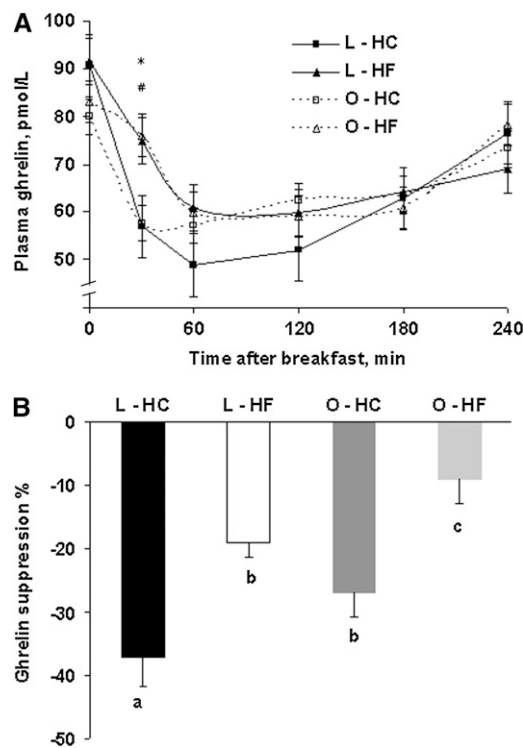 A
100
90
80
70
60
50
Plasma ghrelin, pmol/L
*
#
L - HC
L - HF
O - HC
O - HF
0 60 120 180 240
Time after breakfast, min
B
L - HC L - HF O - HC O - HF
0
-10
-20
-30
-40
-50
Ghrelin suppression %
a
b
b
c